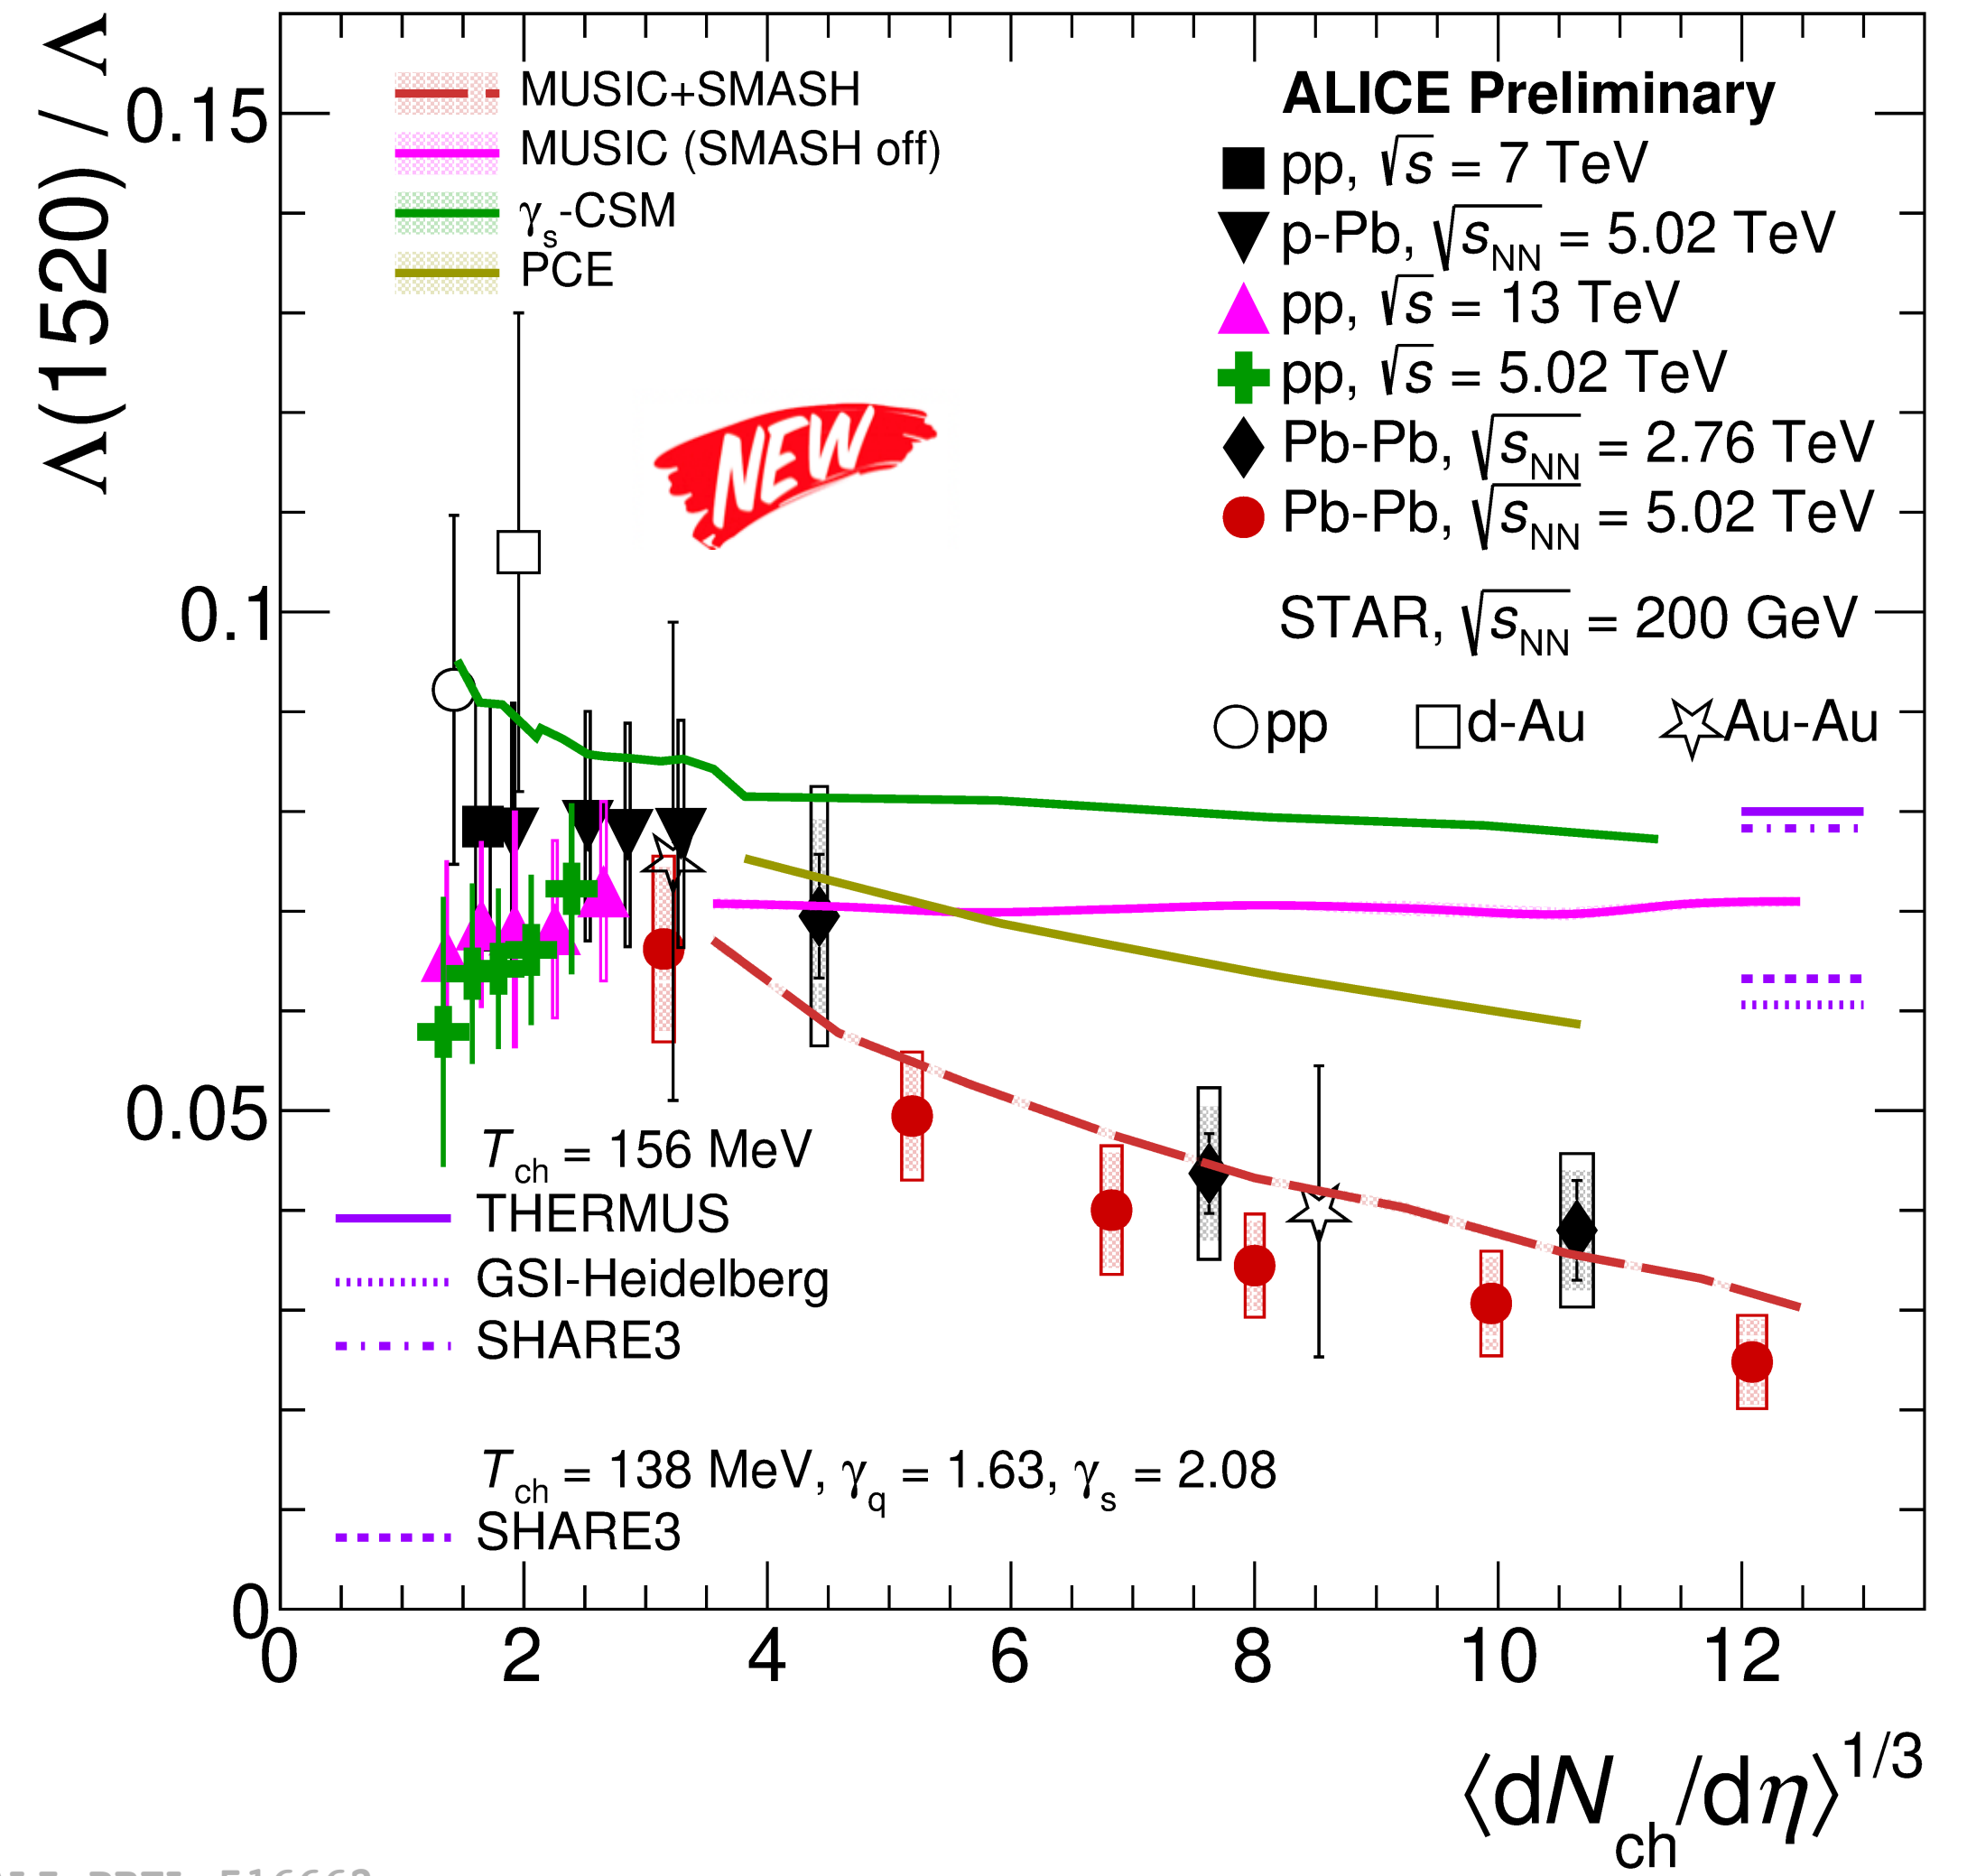 Λ(1520) / Λ
0.15
0.1
0.05
0
MUSIC+SMASH
MUSIC (SMASH off)
γs-CSM
PCE
ALICE Preliminary
pp, √s = 7 TeV
p-Pb, √sNN = 5.02 TeV
pp, √s = 13 TeV
pp, √s = 5.02 TeV
Pb-Pb, √sNN = 2.76 TeV
Pb-Pb, √sNN = 5.02 TeV
STAR, √sNN = 200 GeV
pp d-Au Au-Au
NEW
Tch = 156 MeV
THERMUS
GSI-Heidelberg
SHARE3
Tch = 138 MeV, γq = 1.63, γs = 2.08
SHARE3
0 2 4 6 8 10 12
⟨dNch/dη⟩1/3